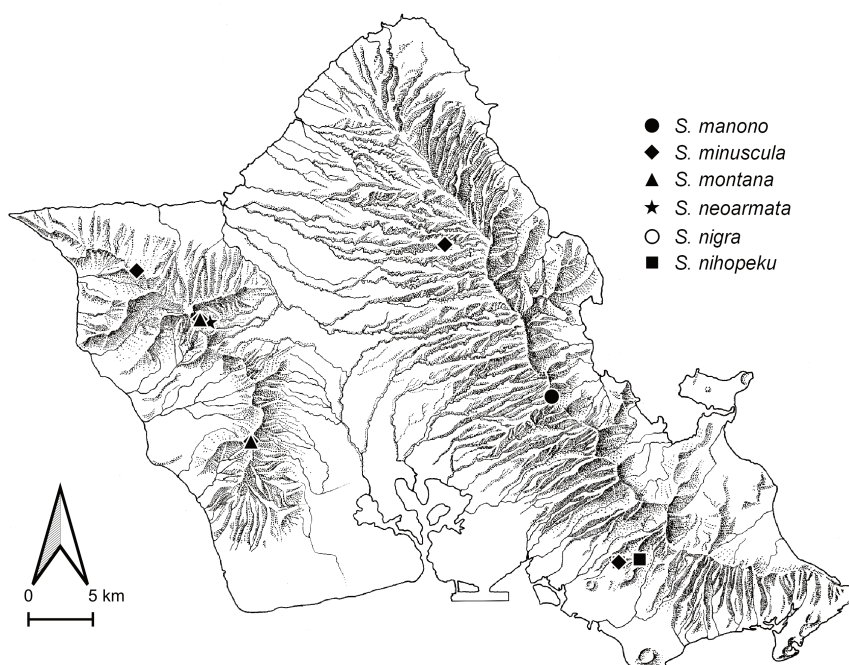 S. manono
S. minuscula
S. montana
S. neoarmata
S. nigra
S. nihopeku
0 5 km